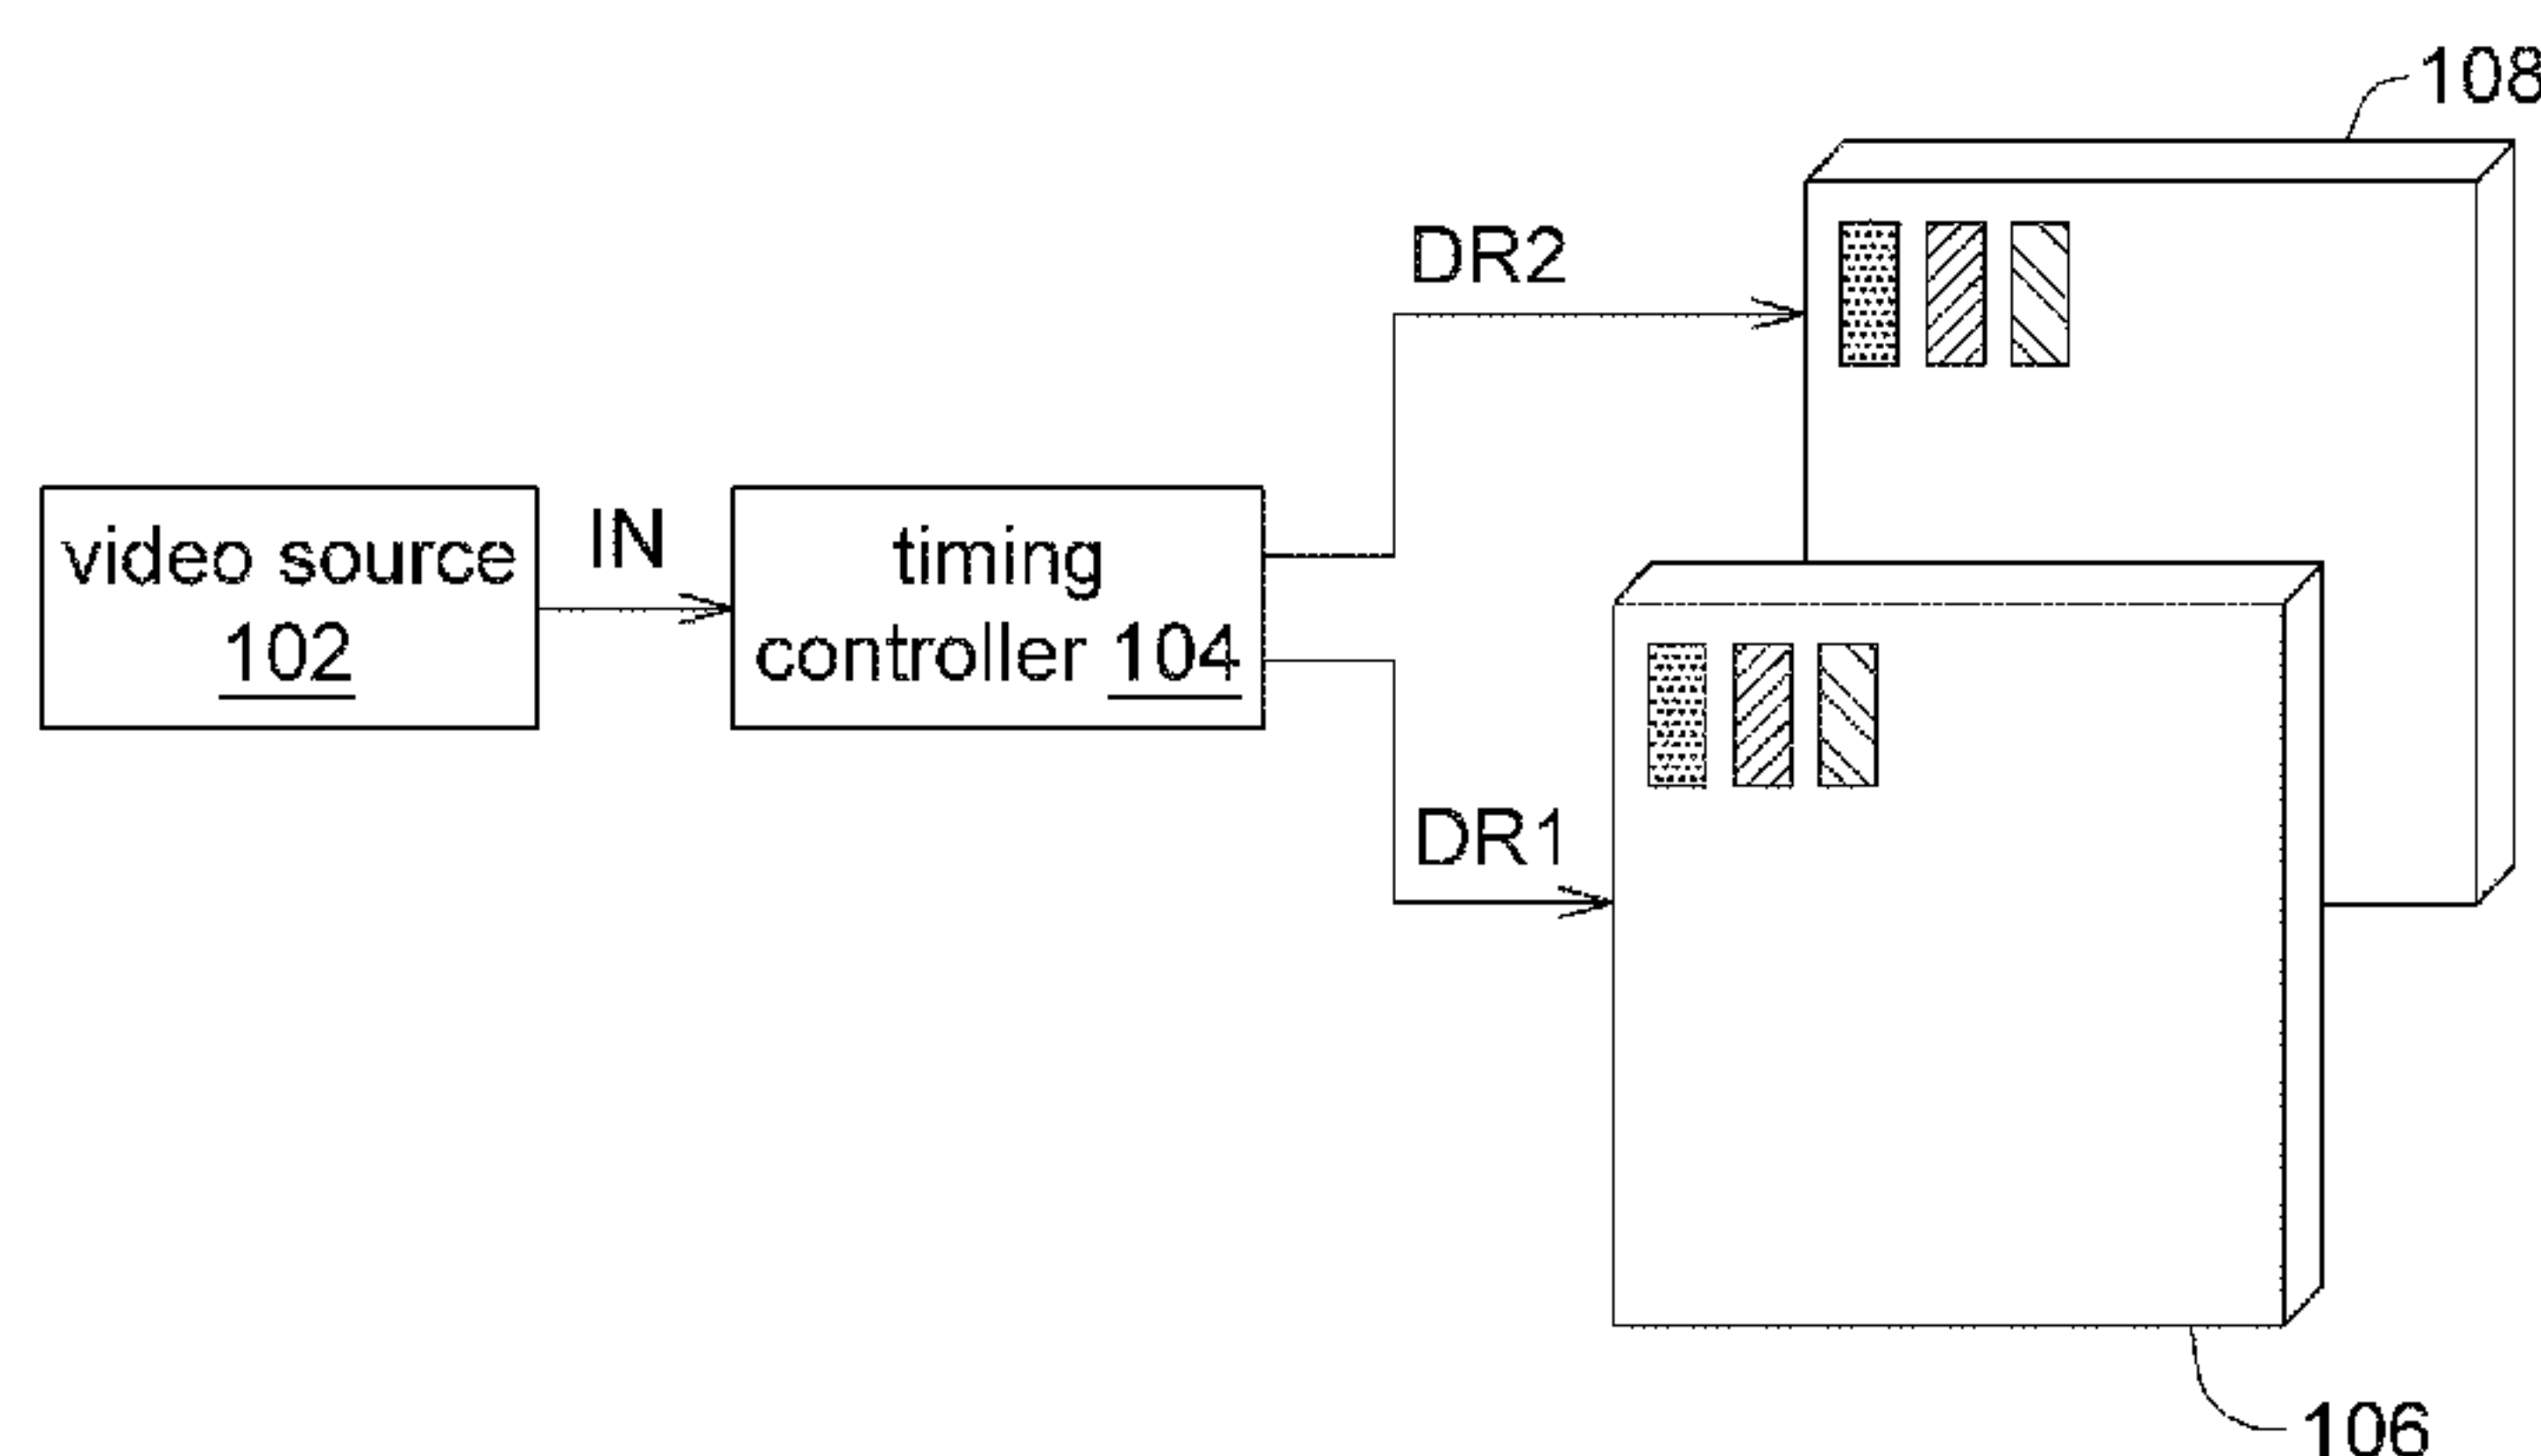 108
DR2
video source
102
IN
timing
controller 104
DR1
106